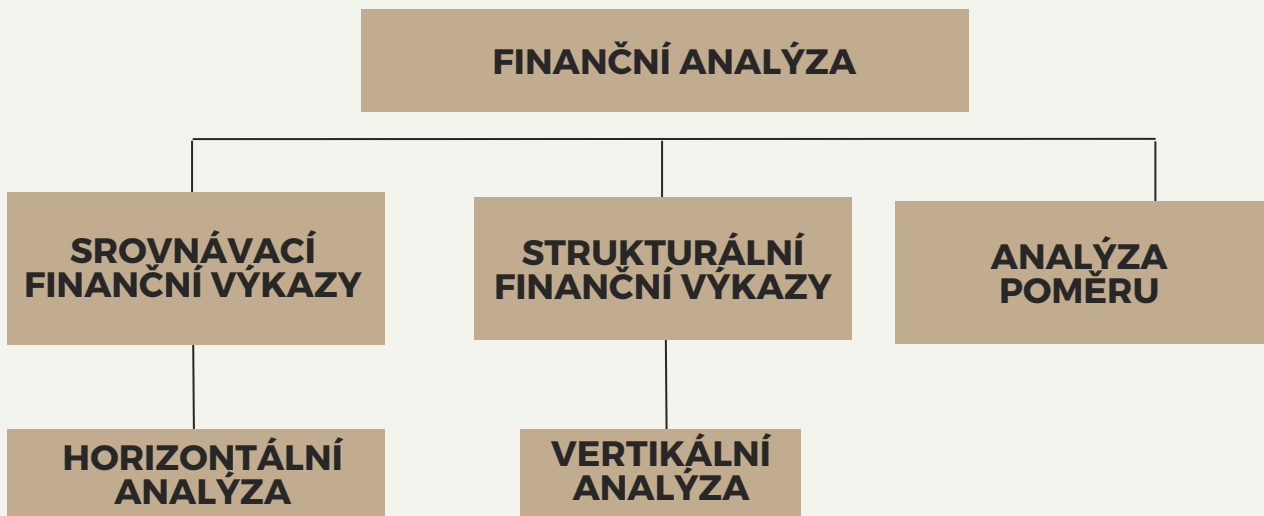 FINANČNÍ ANALÝZA
SROVNÁVACÍ
FINANČNÍ VÝKAZY
STRUKTURÁLNÍ
FINANČNÍ VÝKAZY
ANALÝZA
POMĚRU
HORIZONTÁLNÍ
ANALÝZA
VERTIKÁLNÍ
ANALÝZA